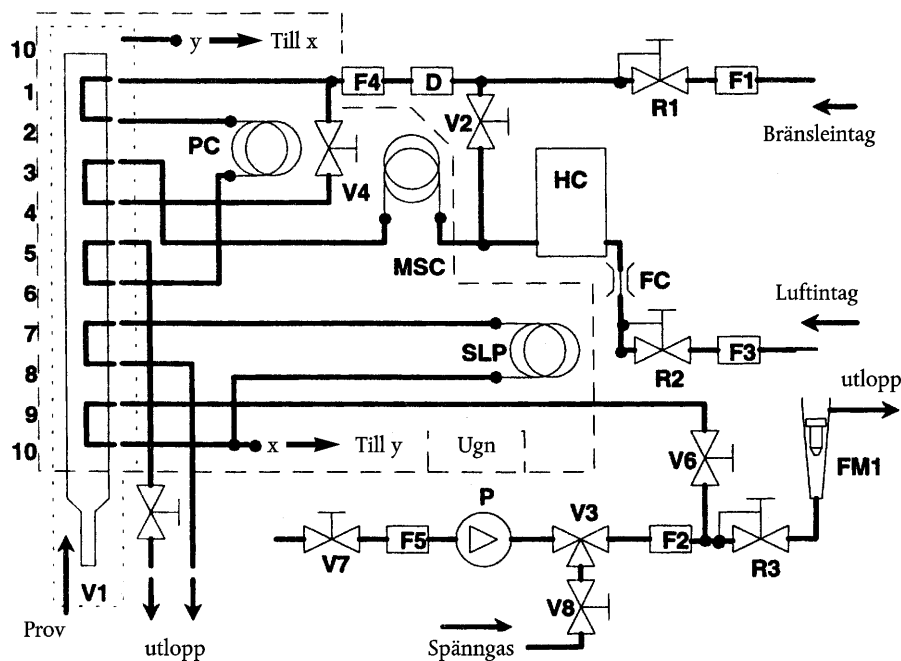 10
y
Till x
1
F4
D
F1
R1
Bränsleintag
2
PC
V2
3
V4
HC
4
5
MSC
FC
6
Luftintag
7
SLP
F3
8
R2
utlopp
9
10
x
Till y
Ugn
V6
FM1
P
V3
F5
F2
V7
R3
V1
V8
Prov
utlopp
Spänngas